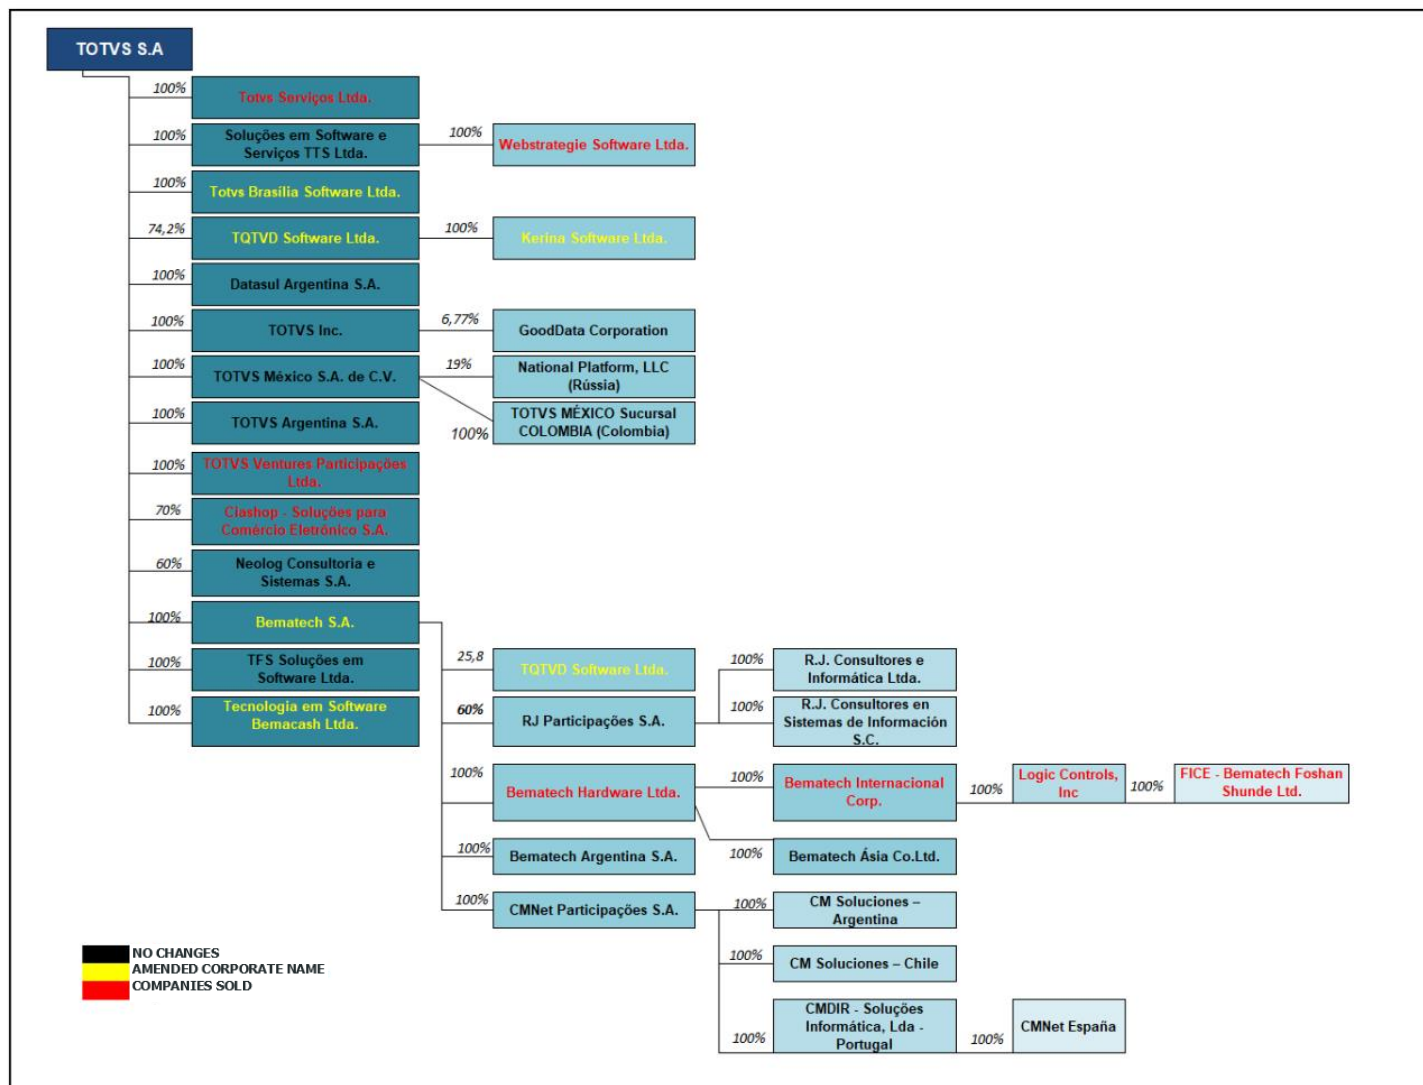 TOTVS S.A
100%
Totvs Serviços Ltda.
100%
Soluções em Software e
Serviços TTS Ltda.
100%
Webstrategie Software Ltda.
100%
Totvs Brasília Software Ltda.
74,2%
TQTVD Software Ltda.
100%
Kerina Software Ltda.
100%
Datasul Argentina S.A.
100%
TOTVS Inc.
6,77%
GoodData Corporation
100%
TOTVS México S.A. de C.V.
19%
National Platform, LLC
(Rússia)
100%
TOTVS MÉXICO Sucursal
COLOMBIA (Colombia)
100%
TOTVS Argentina S.A.
100%
TOTVS Ventures Participações
Ltda.
70%
Ciashop - Soluções para
Comércio Eletrônico S.A.
60%
Neolog Consultoria e
Sistemas S.A.
100%
Bematech S.A.
100%
TFS Soluções em
Software Ltda.
100%
Tecnologia em Software
Bemacash Ltda.
25,8
TQTVD Software Ltda.
60%
RJ Participações S.A.
100%
R.J. Consultores e
Informática Ltda.
100%
R.J. Consultores en
Sistemas de Información
S.C.
100%
Bematech Hardware Ltda.
100%
Bematech Internacional
Corp.
100%
Logic Controls,
Inc
100%
FICE - Bematech Foshan
Shunde Ltd.
100%
Bematech Ásia Co.Ltd.
100%
Bematech Argentina S.A.
100%
CMNet Participações S.A.
100%
CM Soluciones –
Argentina
100%
CM Soluciones – Chile
100%
CMDIR - Soluções
Informática, Lda -
Portugal
100%
CMNet España
NO CHANGES
AMENDED CORPORATE NAME
COMPANIES SOLD